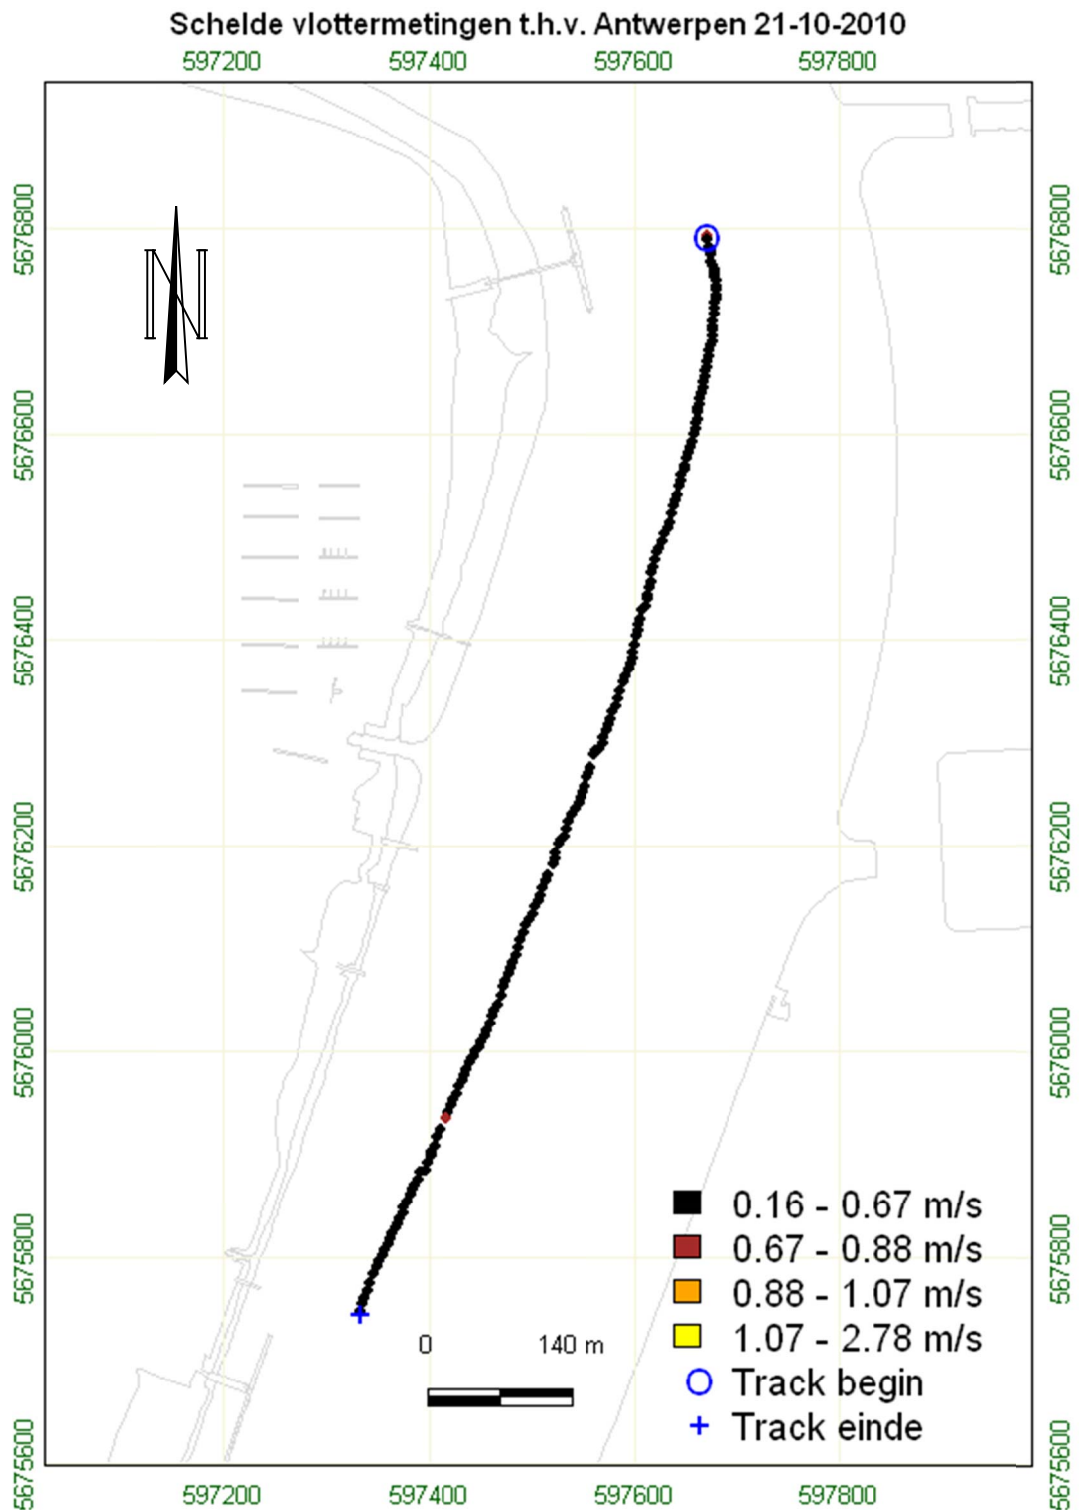 Schelde vlottermetingen t.h.v. Antwerpen 21-10-2010
597200 597400 597600 597800
5676800 5676800
N
5676600 5676600
5676400 5676400
5676200 5676200
5676000 5676000
5675800 5675800
5675600 5675600
0.16 - 0.67 m/s
0.67 - 0.88 m/s
0.88 - 1.07 m/s
1.07 - 2.78 m/s
Track begin
Track einde
0 140 m
597200 597400 597600 597800